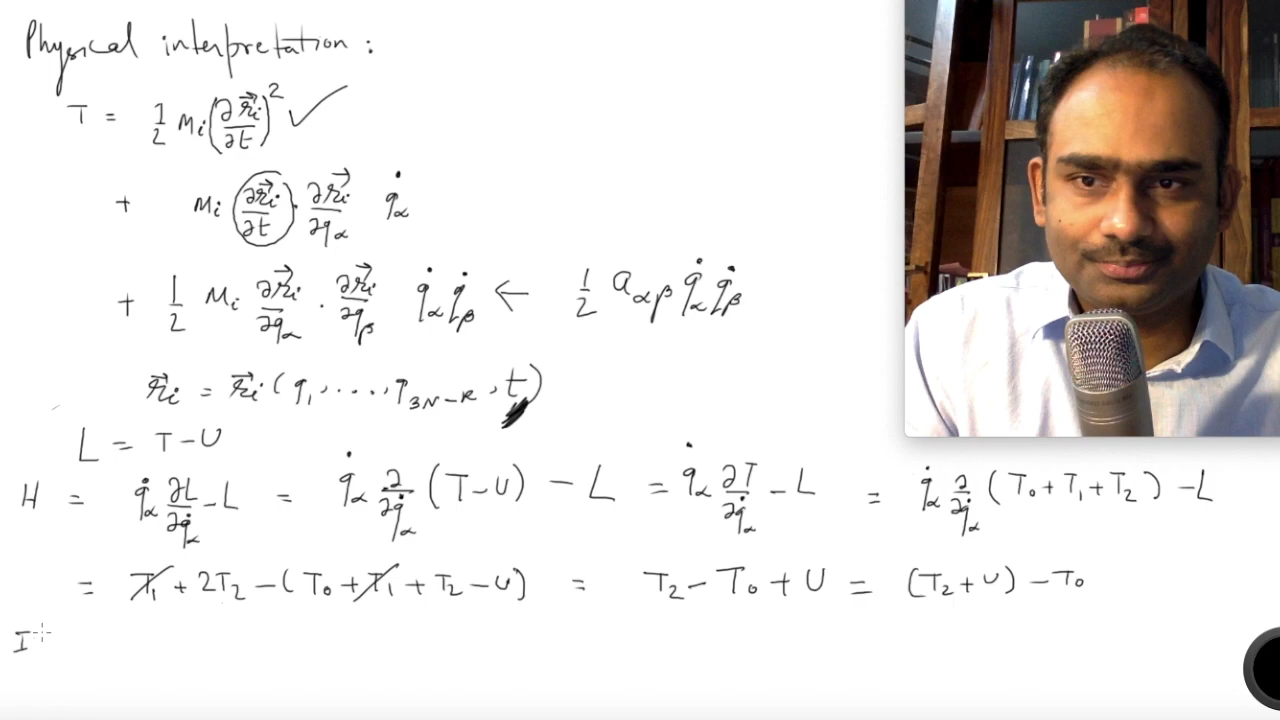 Physical interpretation :
T = 1/2 mᵢ (∂r⃗ᵢ/∂t)² ✓
+ mᵢ (∂r⃗ᵢ/∂t) · ∂r⃗ᵢ/∂qα q̇α
+ 1/2 mᵢ ∂r⃗ᵢ/∂qα · ∂r⃗ᵢ/∂qβ q̇α q̇β ← 1/2 aαβ q̇α q̇β
r⃗ᵢ = r⃗ᵢ ( q₁, ....., q₃N₋K , t )
L = T - U
H = q̇α ∂L/∂q̇α - L = q̇α ∂/∂q̇α (T-U) - L = q̇α ∂T/∂q̇α - L = q̇α ∂/∂q̇α (T₀+T₁+T₂) - L
= T₁ + 2T₂ - (T₀ + T₁ + T₂ - U) = T₂ - T₀ + U = (T₂+U) - T₀
I